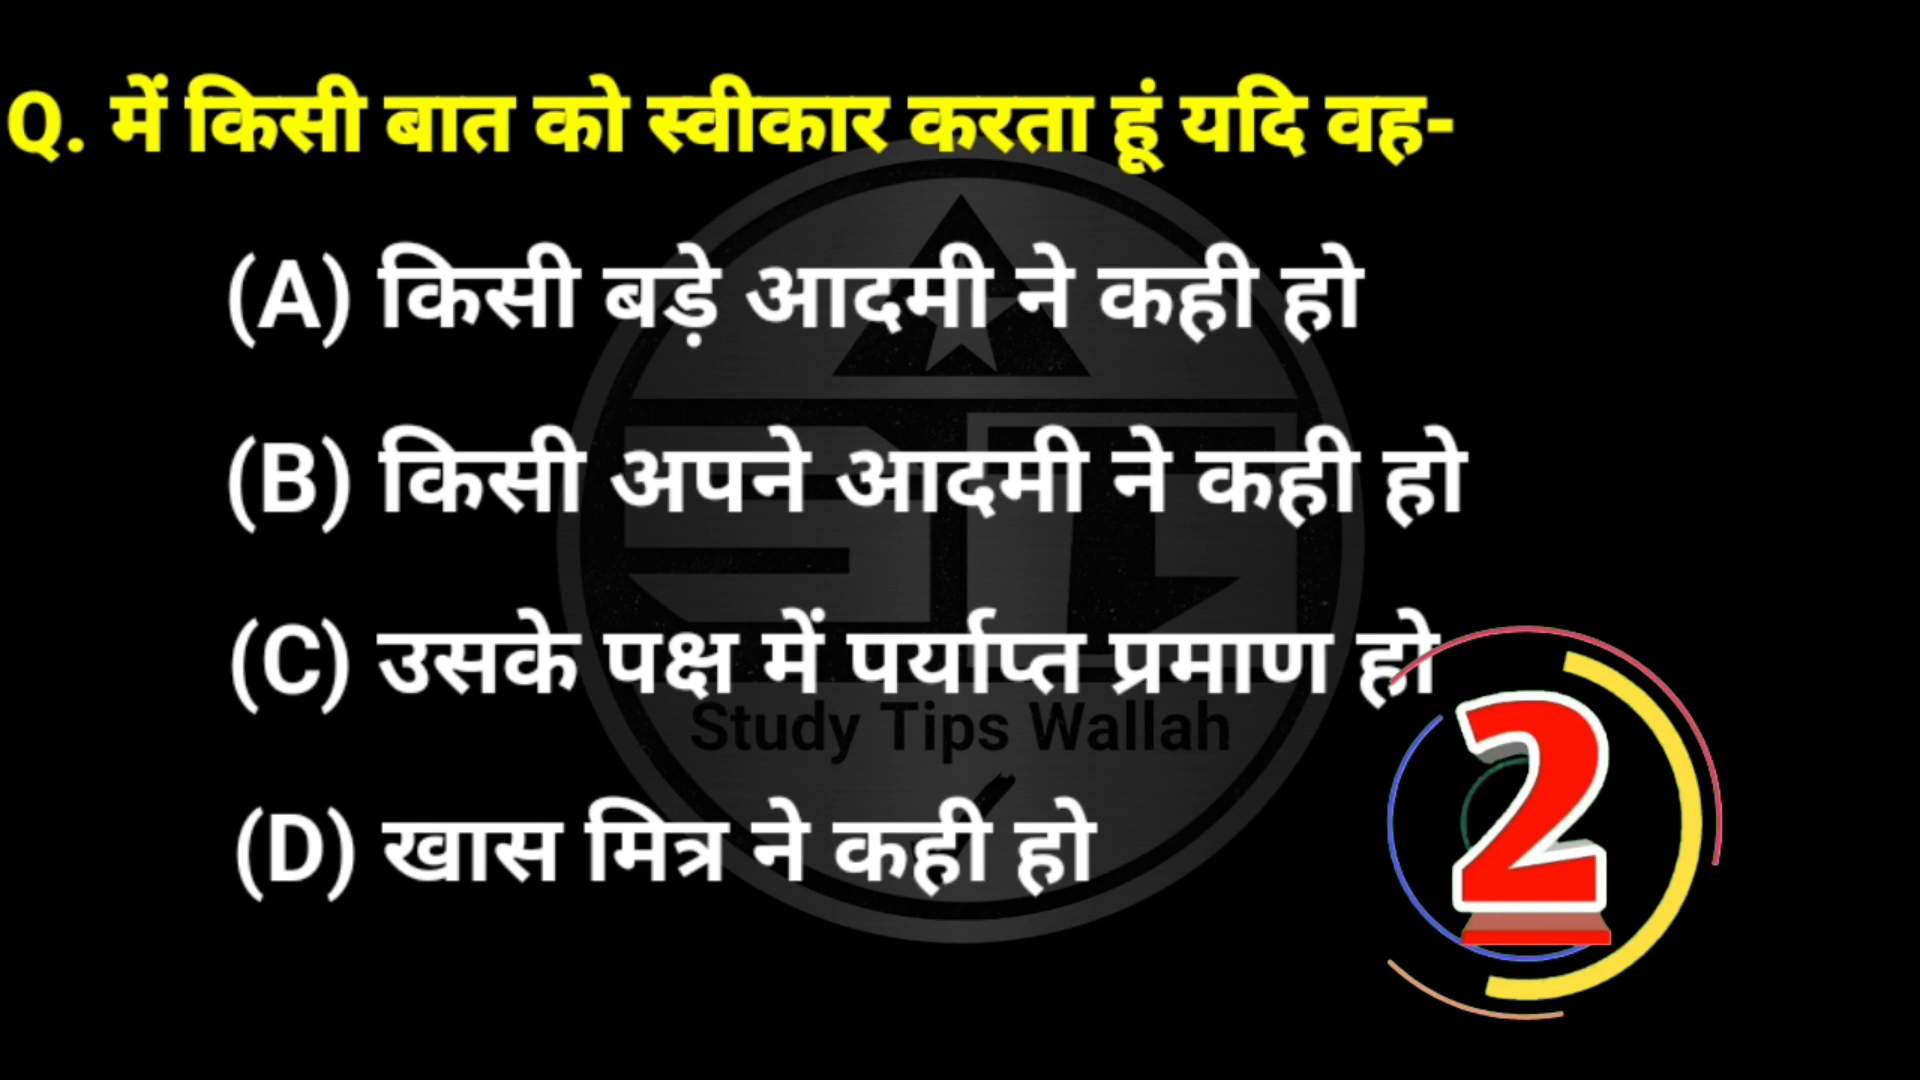 Q. में किसी बात को स्वीकार करता हूं यदि वह-
(A) किसी बड़े आदमी ने कही हो
(B) किसी अपने आदमी ने कही हो
(C) उसके पक्ष में पर्याप्त प्रमाण हो
Study Tips Wallah
(D) खास मित्र ने कही हो
2